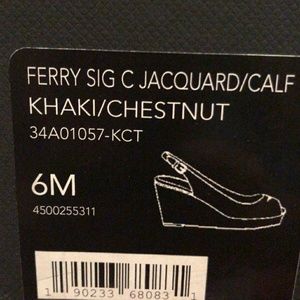 FERRY SIG C JACQUARD/CALF
KHAKI/CHESTNUT
34A01057-KCT
6M
4500255311
1 90233 68083 1